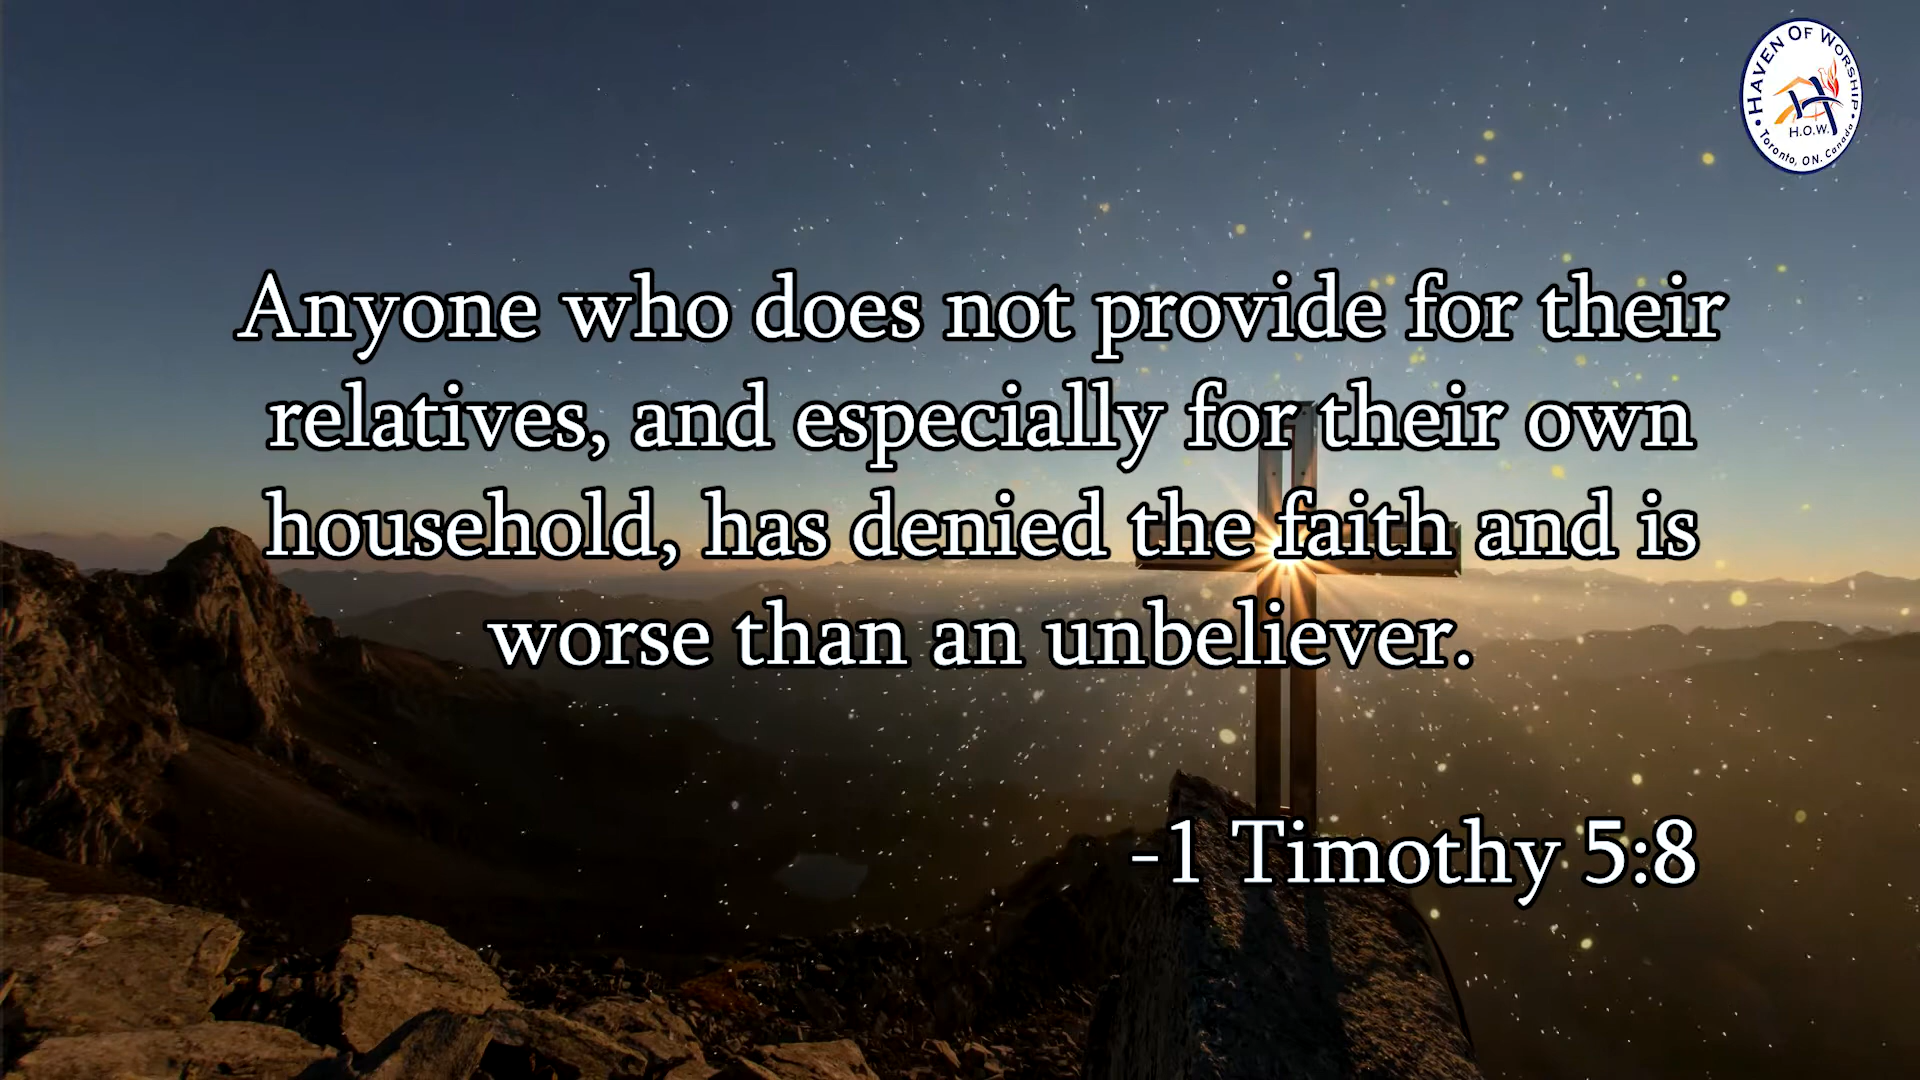 HAVEN OF WORSHIP
H.O.W.
Toronto, ON. Canada
Anyone who does not provide for their
relatives, and especially for their own
household, has denied the faith and is
worse than an unbeliever.
-1 Timothy 5:8